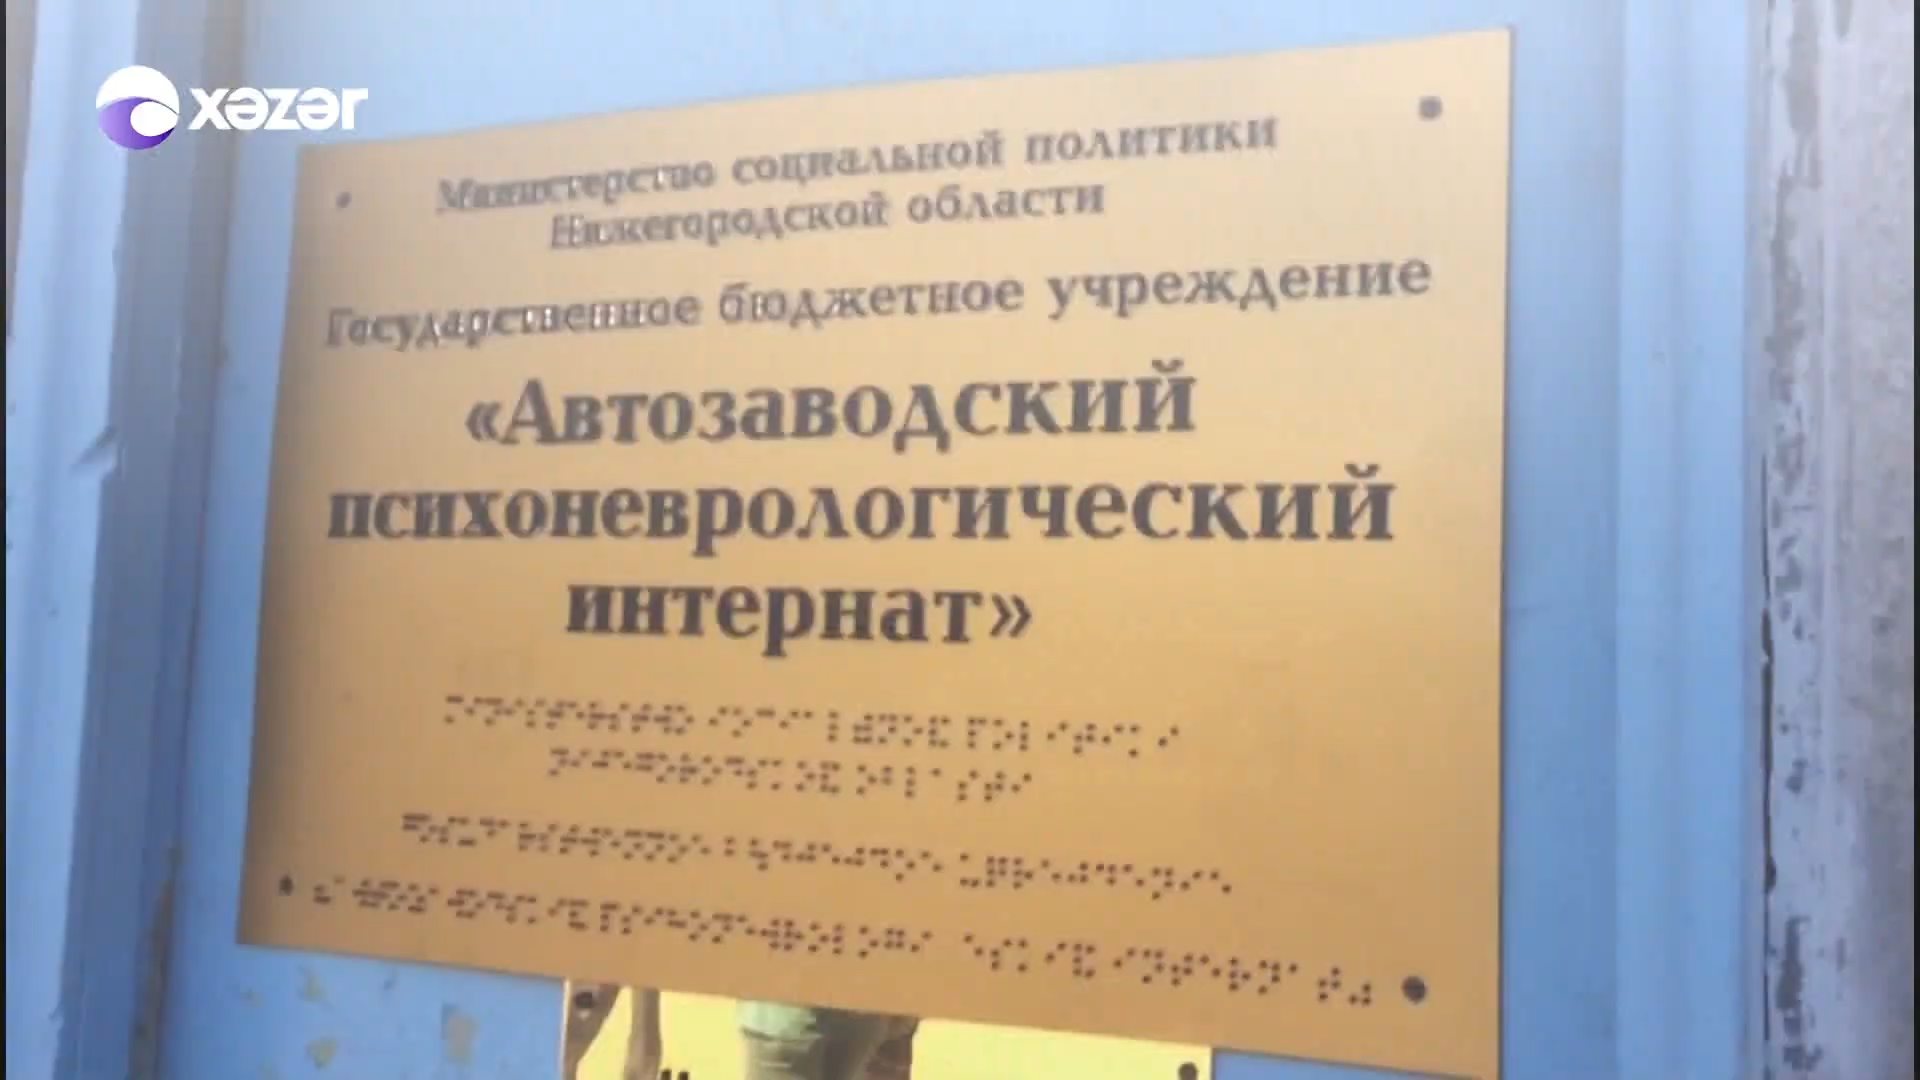 xəzər
Министерство социальной политики
Нижегородской области
Государственное бюджетное учреждение
«Автозаводский
психоневрологический
интернат»